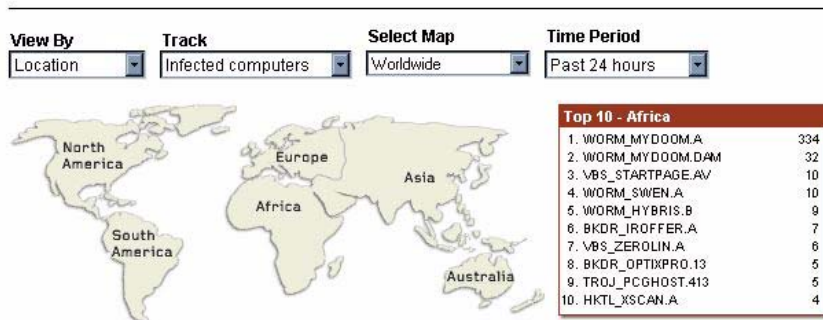 View By Track Select Map Time Period
Location Infected computers Worldwide Past 24 hours
North America
Europe
Asia
Africa
South America
Australia
Top 10 - Africa
1. WORM_MYDOOM.A 334
2. WORM_MYDOOM.DAM 32
3. VBS_STARTPAGE.AV 10
4. WORM_SWEN.A 10
5. WORM_HYBRIS.B 9
6. BKDR_IROFFER.A 7
7. VBS_ZEROLIN.A 6
8. BKDR_OPTIXPRO.13 5
9. TROJ_PCGHOST.413 5
10. HKTL_XSCAN.A 4